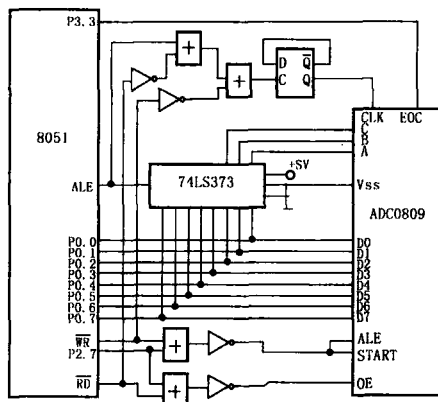 P3.3
+
+
D Q̅
C Q
CLK EOC
C
B
A
8051
+5V
ALE
74LS373
Vss
ADC0809
P0.0 D0
P0.1 D1
P0.2 D2
P0.3 D3
P0.4 D4
P0.5 D5
P0.6 D6
P0.7 D7
W̅R̅
+
ALE
P2.7
START
R̅D̅
+
OE